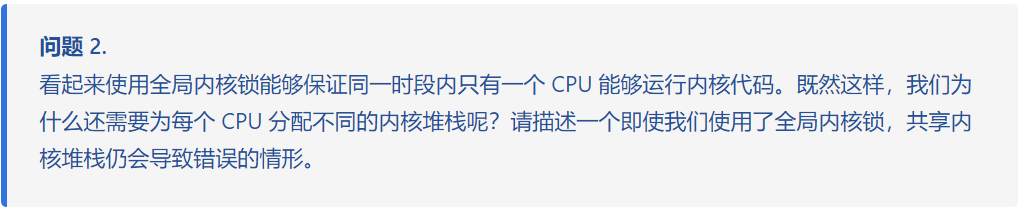 问题 2.
看起来使用全局内核锁能够保证同一时段内只有一个 CPU 能够运行内核代码。既然这样，我们为
什么还需要为每个 CPU 分配不同的内核堆栈呢？请描述一个即使我们使用了全局内核锁，共享内
核堆栈仍会导致错误的情形。